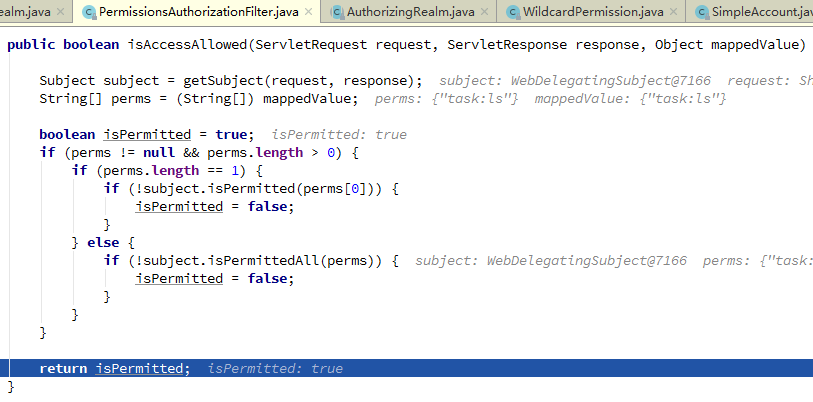 ealm.java × PermissionsAuthorizationFilter.java × AuthorizingRealm.java × WildcardPermission.java × SimpleAccount.jav
public boolean isAccessAllowed(ServletRequest request, ServletResponse response, Object mappedValue)
Subject subject = getSubject(request, response); subject: WebDelegatingSubject@7166 request: Sh
String[] perms = (String[]) mappedValue; perms: {"task:ls"} mappedValue: {"task:ls"}
boolean isPermitted = true; isPermitted: true
if (perms != null && perms.length > 0) {
if (perms.length == 1) {
if (!subject.isPermitted(perms[0])) {
isPermitted = false;
}
} else {
if (!subject.isPermittedAll(perms)) { subject: WebDelegatingSubject@7166 perms: {"task:
isPermitted = false;
}
}
}
return isPermitted; isPermitted: true
}